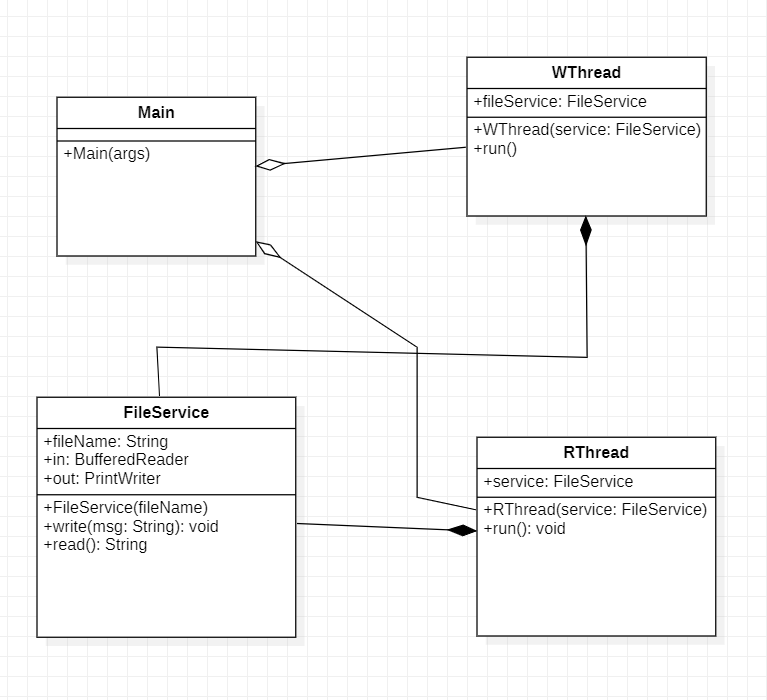 Main
+Main(args)
WThread
+fileService: FileService
+WThread(service: FileService)
+run()
FileService
+fileName: String
+in: BufferedReader
+out: PrintWriter
+FileService(fileName)
+write(msg: String): void
+read(): String
RThread
+service: FileService
+RThread(service: FileService)
+run(): void